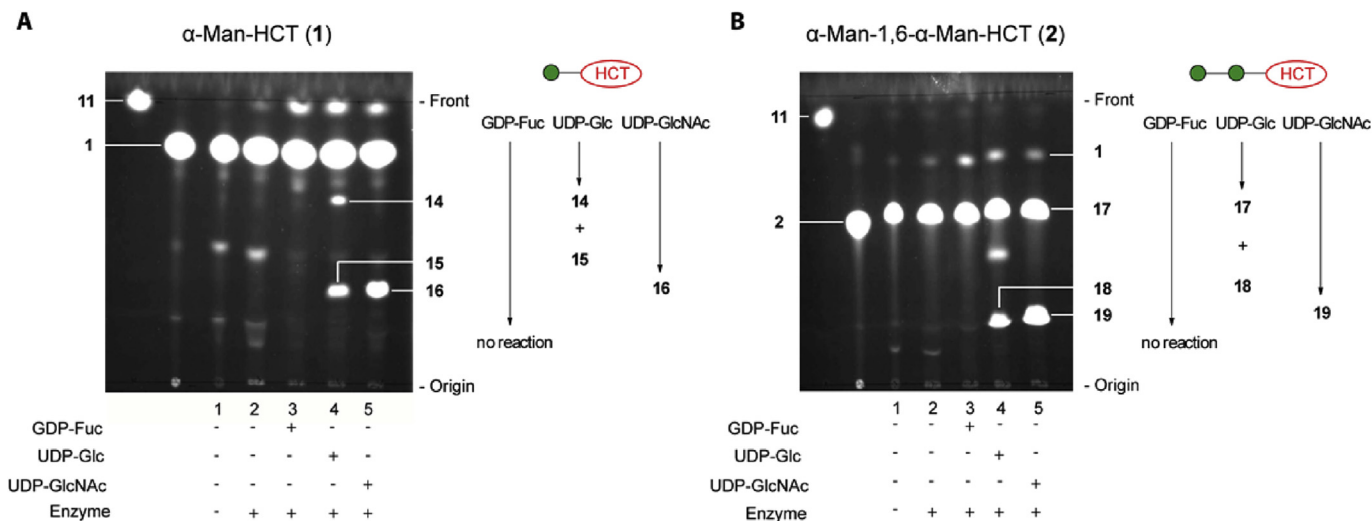 A
α-Man-HCT (1)
HCT
11
- Front
GDP-Fuc UDP-Glc UDP-GlcNAc
1
14
14
+
15
15
16
16
no reaction
- Origin
1 2 3 4 5
GDP-Fuc - - + - -
UDP-Glc - - - + -
UDP-GlcNAc - - - - +
Enzyme - + + + +
B
α-Man-1,6-α-Man-HCT (2)
HCT
- Front
11
GDP-Fuc UDP-Glc UDP-GlcNAc
1
2
17
17
+
18
18
19
19
no reaction
- Origin
1 2 3 4 5
GDP-Fuc - - + - -
UDP-Glc - - - + -
UDP-GlcNAc - - - - +
Enzyme - + + + +